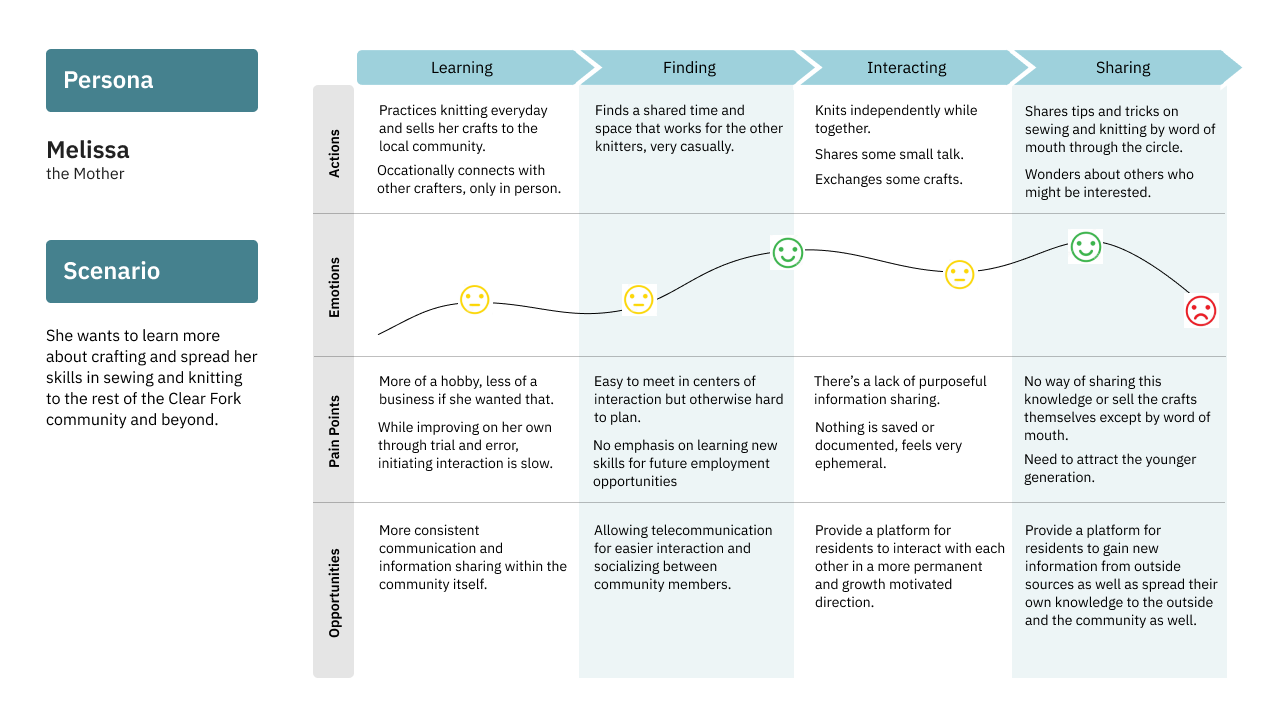 Persona
Melissa
the Mother
Scenario
She wants to learn more
about crafting and spread her
skills in sewing and knitting
to the rest of the Clear Fork
community and beyond.
Learning
Finding
Interacting
Sharing
Actions
Practices knitting everyday
and sells her crafts to the
local community.
Occationally connects with
other crafters, only in person.
Finds a shared time and
space that works for the other
knitters, very casually.
Knits independently while
together.
Shares some small talk.
Exchanges some crafts.
Shares tips and tricks on
sewing and knitting by word of
mouth through the circle.
Wonders about others who
might be interested.
Emotions
Pain Points
More of a hobby, less of a
business if she wanted that.
While improving on her own
through trial and error,
initiating interaction is slow.
Easy to meet in centers of
interaction but otherwise hard
to plan.
No emphasis on learning new
skills for future employment
opportunities
There’s a lack of purposeful
information sharing.
Nothing is saved or
documented, feels very
ephemeral.
No way of sharing this
knowledge or sell the crafts
themselves except by word of
mouth.
Need to attract the younger
generation.
Opportunities
More consistent
communication and
information sharing within the
community itself.
Allowing telecommunication
for easier interaction and
socializing between
community members.
Provide a platform for
residents to interact with each
other in a more permanent
and growth motivated
direction.
Provide a platform for
residents to gain new
information from outside
sources as well as spread their
own knowledge to the outside
and the community as well.